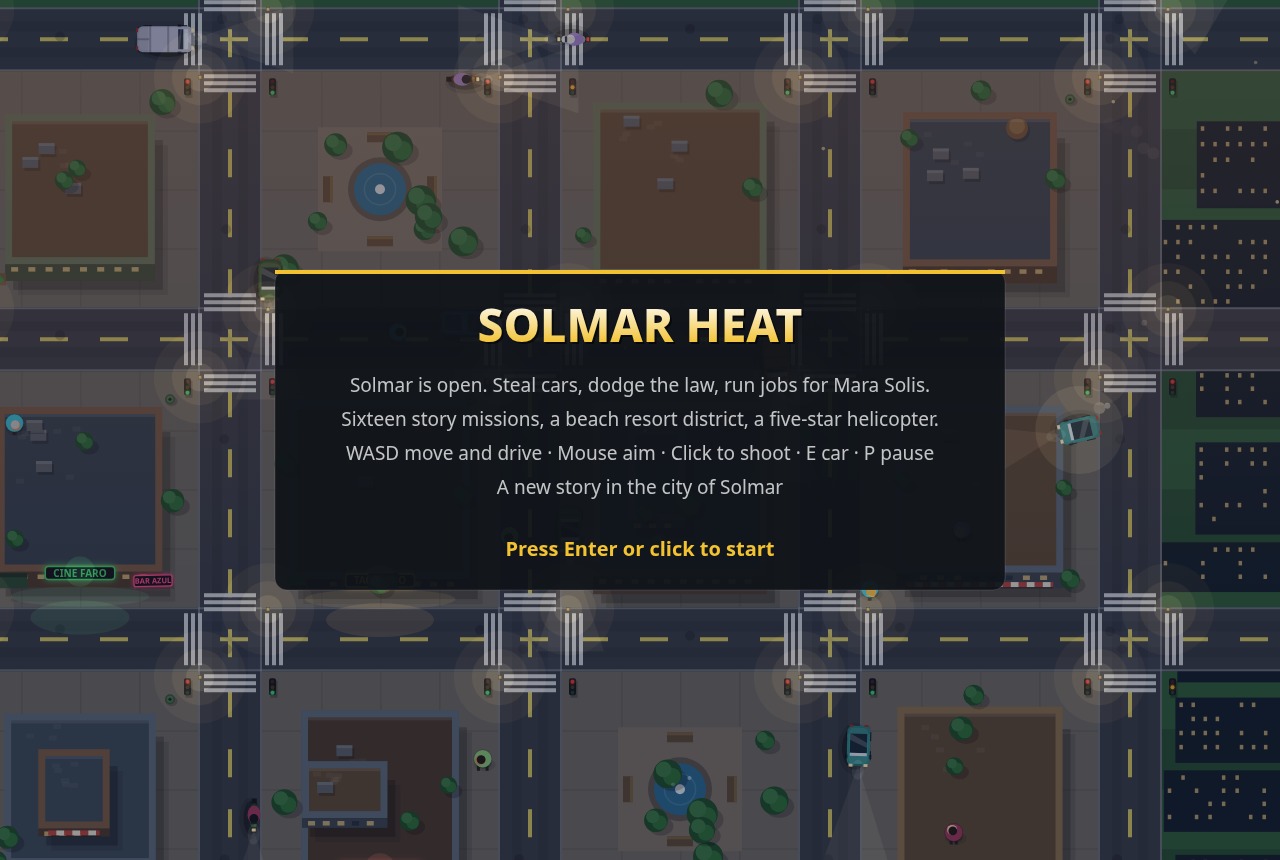 SOLMAR HEAT
Solmar is open. Steal cars, dodge the law, run jobs for Mara Solis.
Sixteen story missions, a beach resort district, a five-star helicopter.
WASD move and drive · Mouse aim · Click to shoot · E car · P pause
A new story in the city of Solmar
Press Enter or click to start
CINE FARO
BAR AZUL